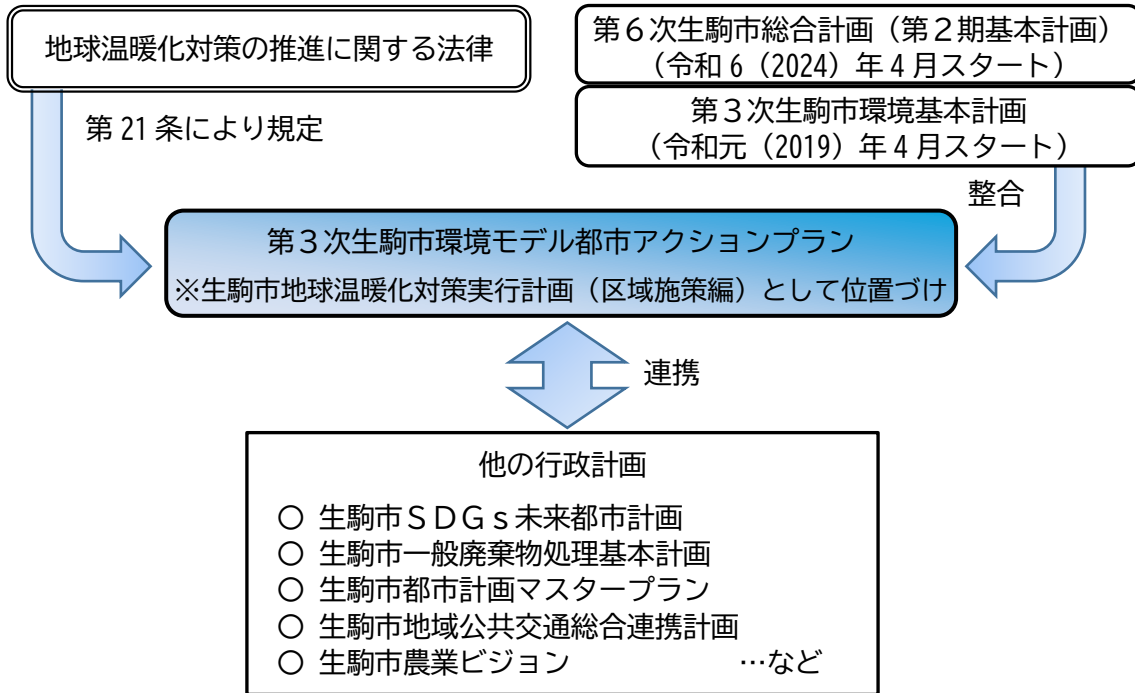 地球温暖化対策の推進に関する法律
第６次生駒市総合計画（第２期基本計画）
（令和６（2024）年４月スタート）
第３次生駒市環境基本計画
（令和元（2019）年４月スタート）
第21条により規定
整合
第３次生駒市環境モデル都市アクションプラン
※生駒市地球温暖化対策実行計画（区域施策編）として位置づけ
連携
他の行政計画
○ 生駒市ＳＤＧｓ未来都市計画
○ 生駒市一般廃棄物処理基本計画
○ 生駒市都市計画マスタープラン
○ 生駒市地域公共交通総合連携計画
○ 生駒市農業ビジョン …など